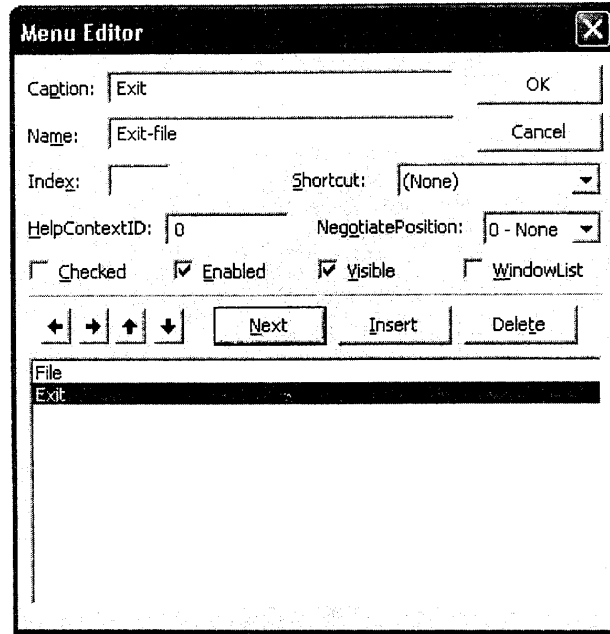 Menu Editor
Caption: Exit OK
Name: Exit-file Cancel
Index: Shortcut: (None)
HelpContextID: 0 NegotiatePosition: 0 - None
Checked Enabled Visible WindowList
Next Insert Delete
File
Exit